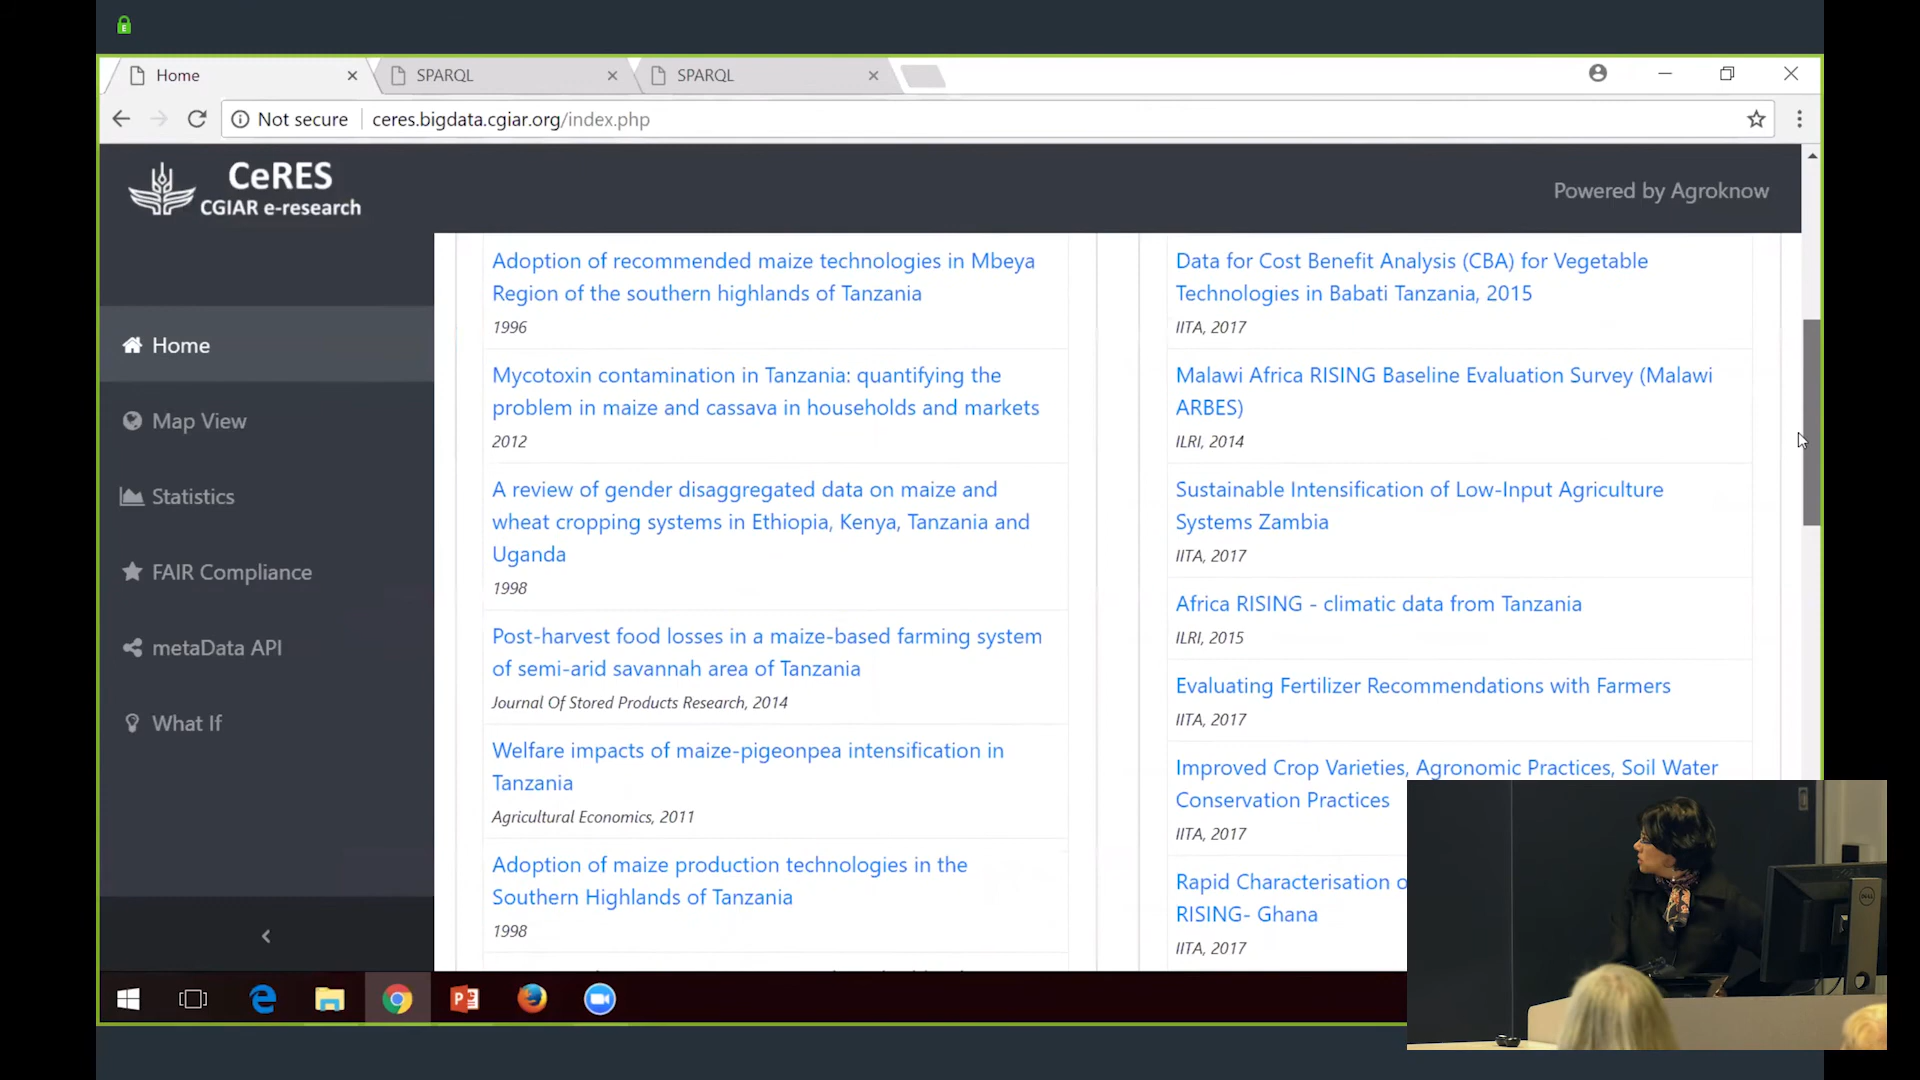 Home
SPARQL
SPARQL
Not secure
ceres.bigdata.cgiar.org/index.php
CeRES
CGIAR e-research
Powered by Agroknow
Home
Map View
Statistics
FAIR Compliance
metaData API
What If
Adoption of recommended maize technologies in Mbeya
Region of the southern highlands of Tanzania
1996
Mycotoxin contamination in Tanzania: quantifying the
problem in maize and cassava in households and markets
2012
A review of gender disaggregated data on maize and
wheat cropping systems in Ethiopia, Kenya, Tanzania and
Uganda
1998
Post-harvest food losses in a maize-based farming system
of semi-arid savannah area of Tanzania
Journal Of Stored Products Research, 2014
Welfare impacts of maize-pigeonpea intensification in
Tanzania
Agricultural Economics, 2011
Adoption of maize production technologies in the
Southern Highlands of Tanzania
1998
Data for Cost Benefit Analysis (CBA) for Vegetable
Technologies in Babati Tanzania, 2015
IITA, 2017
Malawi Africa RISING Baseline Evaluation Survey (Malawi
ARBES)
ILRI, 2014
Sustainable Intensification of Low-Input Agriculture
Systems Zambia
IITA, 2017
Africa RISING - climatic data from Tanzania
ILRI, 2015
Evaluating Fertilizer Recommendations with Farmers
IITA, 2017
Improved Crop Varieties, Agronomic Practices, Soil Water
Conservation Practices
IITA, 2017
Rapid Characterisation
RISING- Ghana
IITA, 2017
DELL